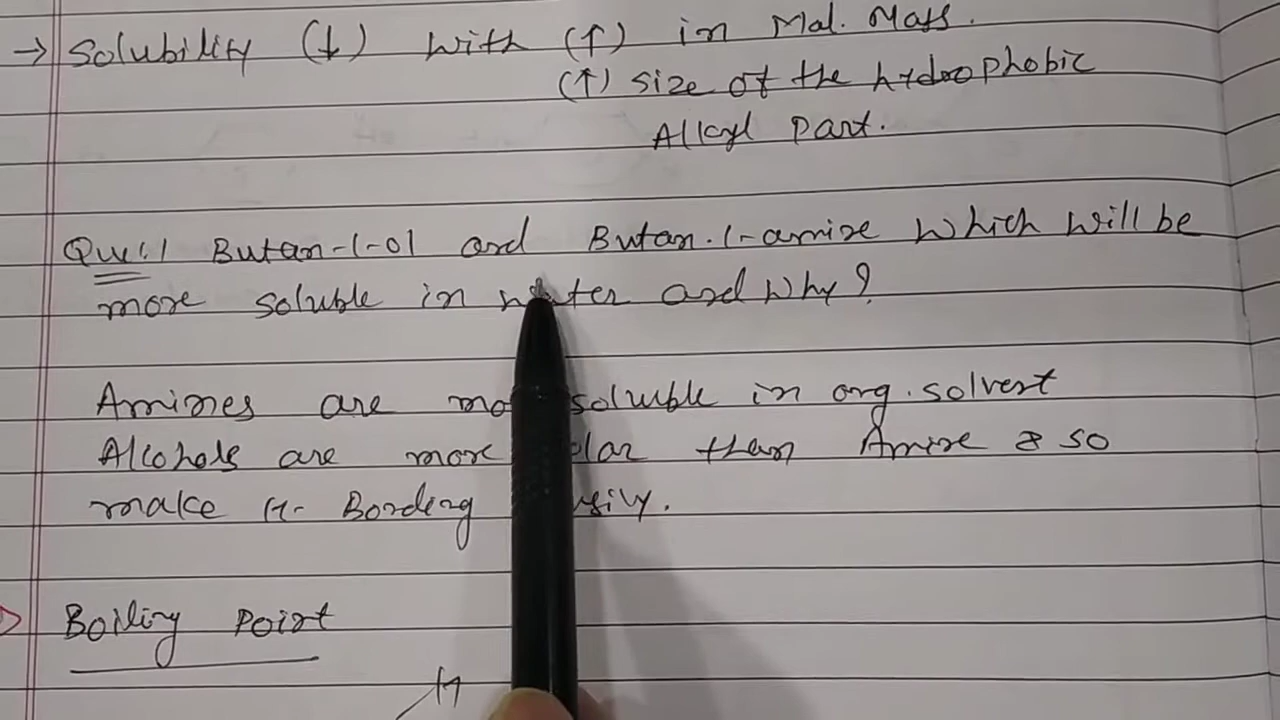 → Solubility (↓) with (↑) in Mol. Mass.
(↑) size of the hydrophobic
Alkyl Part.
Que:1 Butan-1-ol and Butan.1-amine which will be
more soluble in water and why?
Amines are soluble in org. solvent
Alcohols are more than Amine & so
make H- Bonding
Boiling Point
H